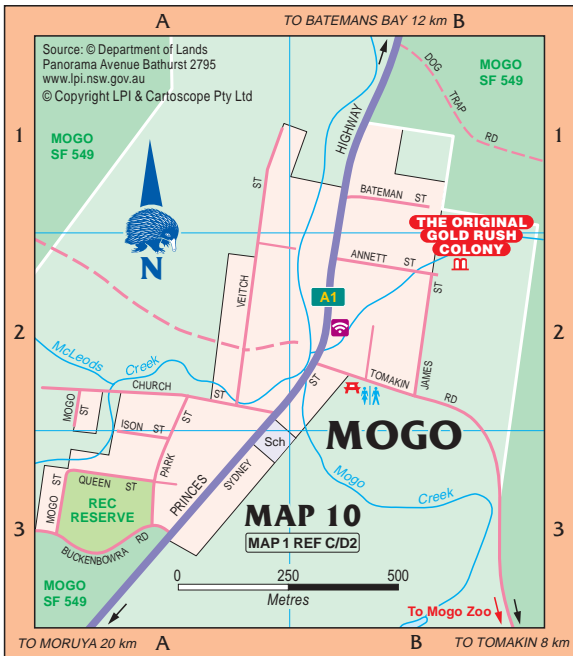 A
TO BATEMANS BAY 12 km
B
Source: © Department of Lands
Panorama Avenue Bathurst 2795
www.lpi.nsw.gov.au
© Copyright LPI & Cartoscope Pty Ltd
MOGO
SF 549
DOG
TRAP
RD
1
1
MOGO
SF 549
HIGHWAY
ST
BATEMAN ST
THE ORIGINAL
GOLD RUSH
COLONY
N
ANNETT ST
VEITCH
A1
ST
2
2
McLeods
Creek
CHURCH
ST
ST
TOMAKIN
JAMES
RD
MOGO
ST
ISON ST
ST
PARK
Sch
MOGO
SYDNEY
PRINCES
Mogo
Creek
QUEEN ST
MOGO ST
REC
RESERVE
BUCKENBOWRA RD
MAP 10
MAP 1 REF C/D2
3
3
0
250
500
Metres
MOGO
SF 549
To Mogo Zoo
TO MORUYA 20 km
A
B
TO TOMAKIN 8 km